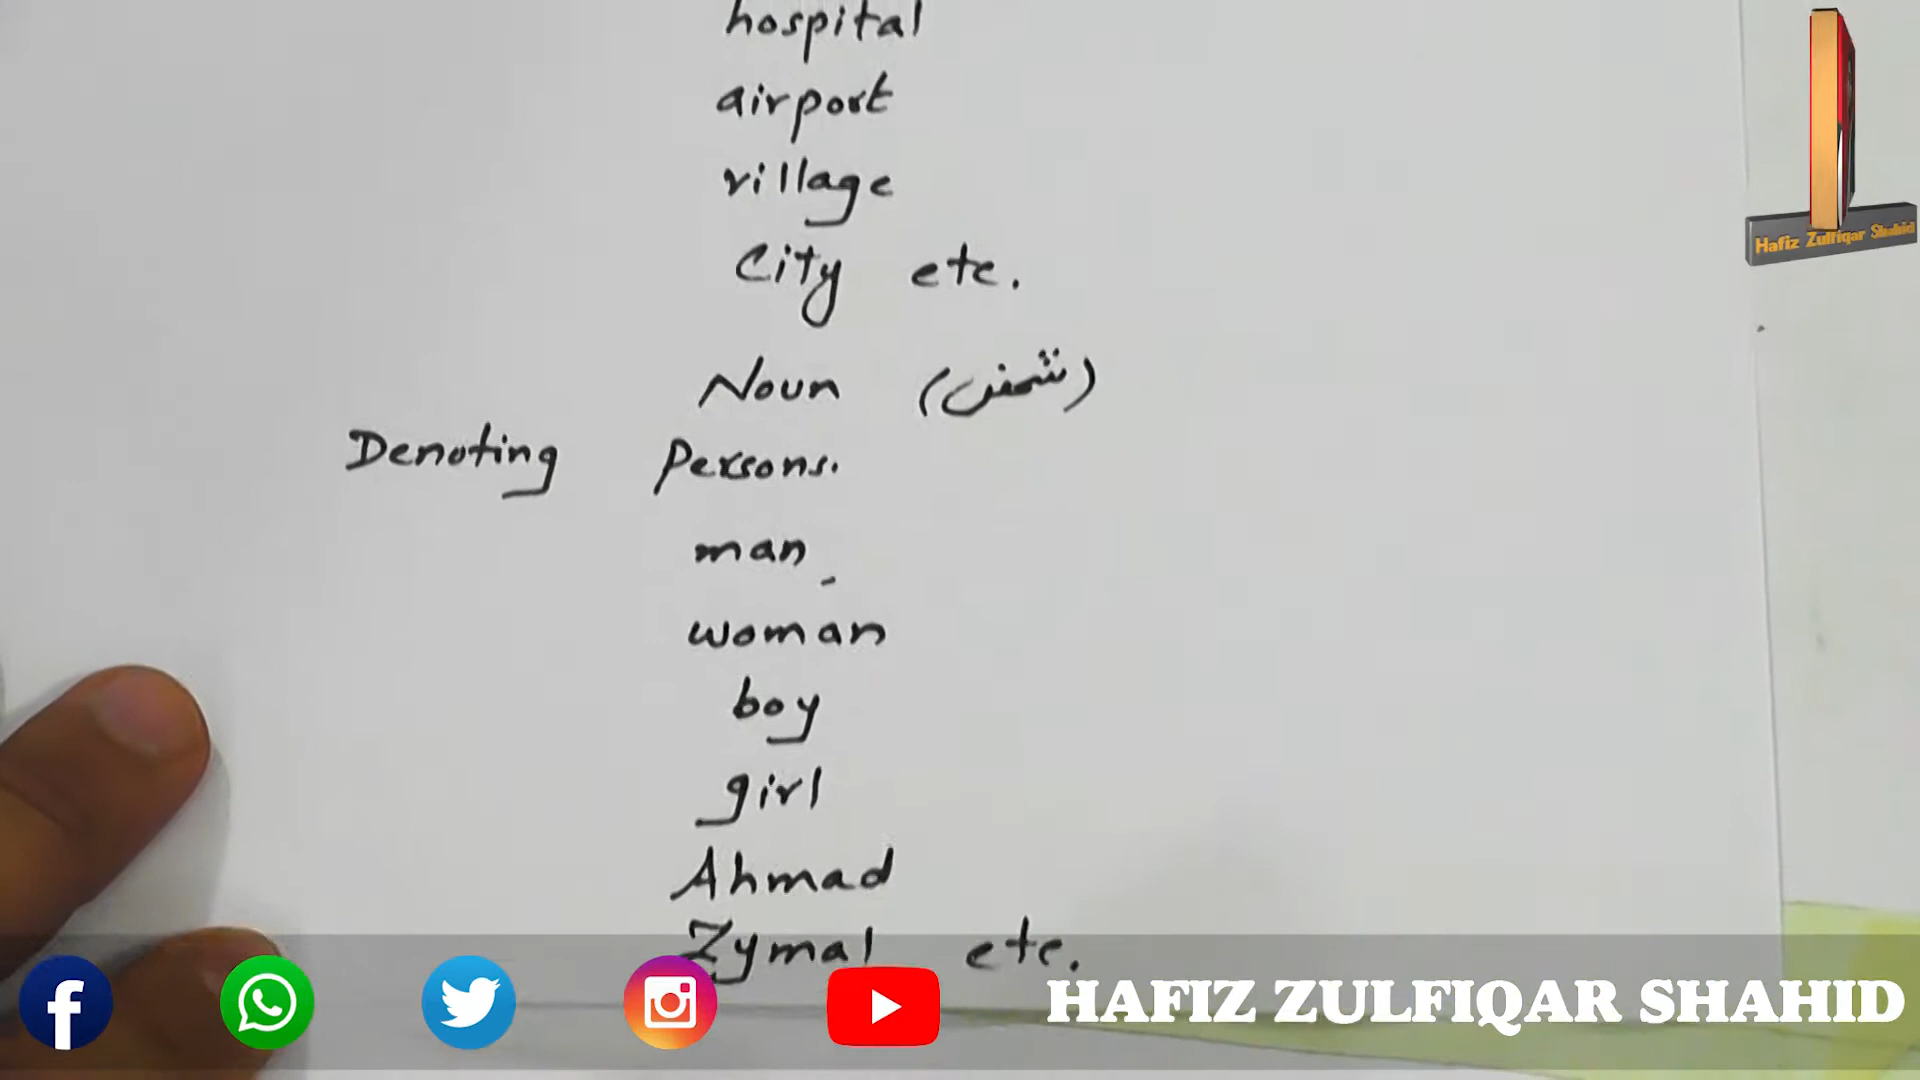 hospital
airport
village
City etc.
Noun (شخص)
Denoting Persons.
man
woman
boy
girl
Ahmad
Zymal etc.
Hafiz Zulfiqar Shahid
HAFIZ ZULFIQAR SHAHID